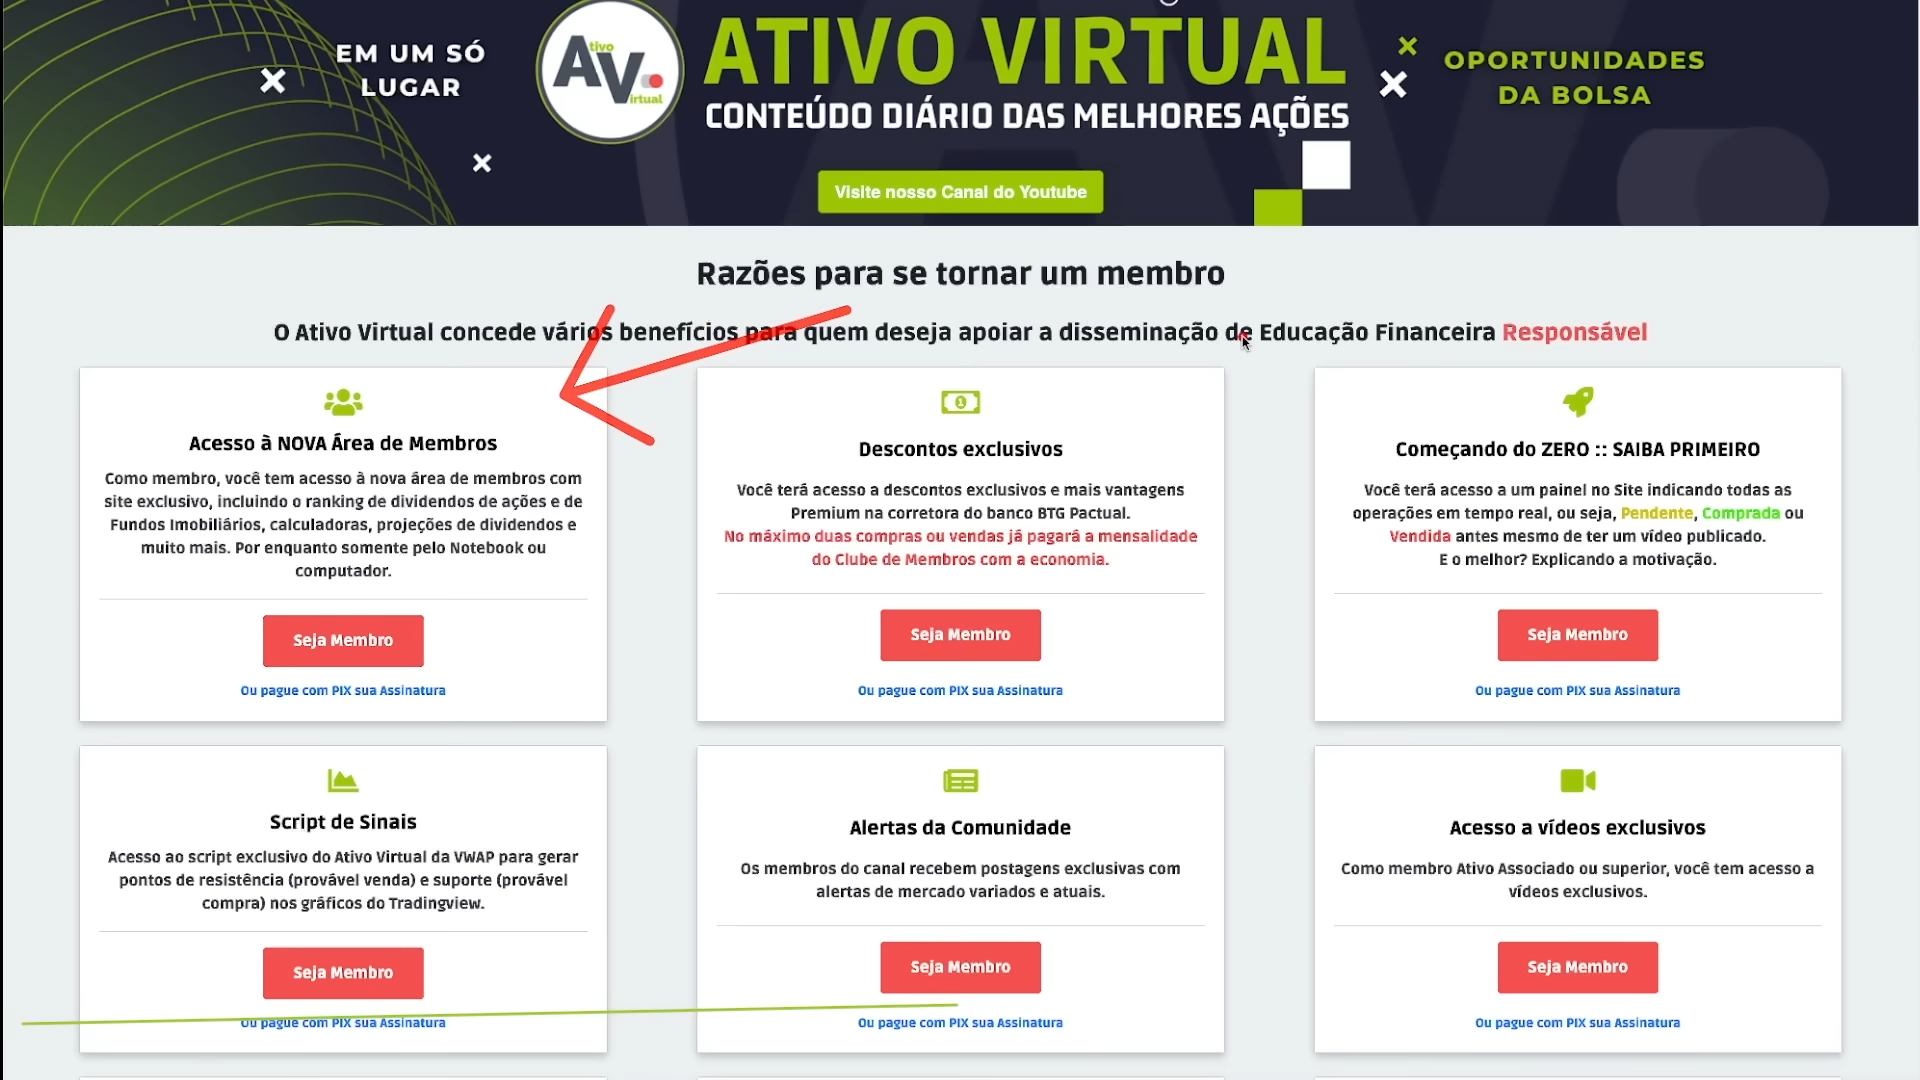 EM UM SÓ
LUGAR
Ativo
Virtual
ATIVO VIRTUAL
CONTEÚDO DIÁRIO DAS MELHORES AÇÕES
OPORTUNIDADES
DA BOLSA
Visite nosso Canal do Youtube
Razões para se tornar um membro
O Ativo Virtual concede vários benefícios para quem deseja apoiar a disseminação de Educação Financeira Responsável
Acesso à NOVA Área de Membros
Como membro, você tem acesso à nova área de membros com
site exclusivo, incluindo o ranking de dividendos de ações e de
Fundos Imobiliários, calculadoras, projeções de dividendos e
muito mais. Por enquanto somente pelo Notebook ou
computador.
Seja Membro
Ou pague com PIX sua Assinatura
Descontos exclusivos
Você terá acesso a descontos exclusivos e mais vantagens
Premium na corretora do banco BTG Pactual.
No máximo duas compras ou vendas já pagará a mensalidade
do Clube de Membros com a economia.
Seja Membro
Ou pague com PIX sua Assinatura
Começando do ZERO :: SAIBA PRIMEIRO
Você terá acesso a um painel no Site indicando todas as
operações em tempo real, ou seja, Pendente, Comprada ou
Vendida antes mesmo de ter um vídeo publicado.
E o melhor? Explicando a motivação.
Seja Membro
Ou pague com PIX sua Assinatura
Script de Sinais
Acesso ao script exclusivo do Ativo Virtual da VWAP para gerar
pontos de resistência (provável venda) e suporte (provável
compra) nos gráficos do Tradingview.
Seja Membro
Ou pague com PIX sua Assinatura
Alertas da Comunidade
Os membros do canal recebem postagens exclusivas com
alertas de mercado variados e atuais.
Seja Membro
Ou pague com PIX sua Assinatura
Acesso a vídeos exclusivos
Como membro Ativo Associado ou superior, você tem acesso a
vídeos exclusivos.
Seja Membro
Ou pague com PIX sua Assinatura